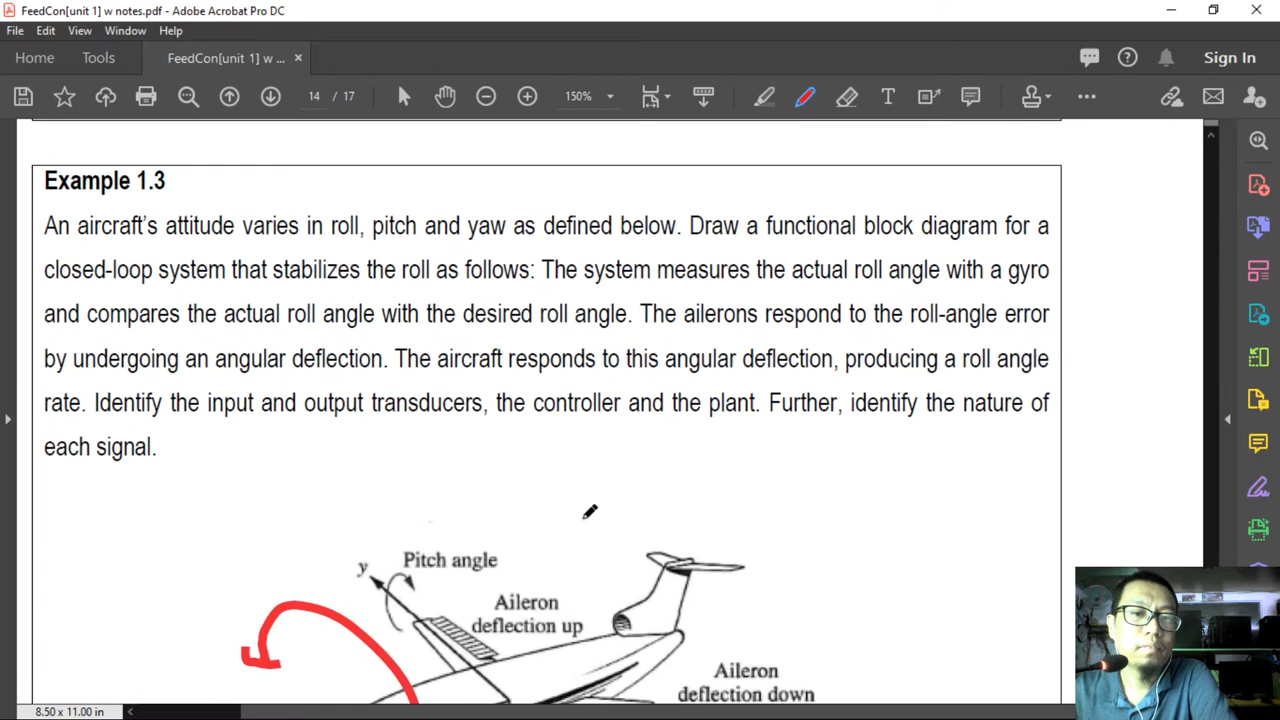 FeedCon[unit 1] w notes.pdf - Adobe Acrobat Pro DC
File Edit View Window Help
Home Tools FeedCon[unit 1] w ... ×
Sign In
14 / 17
150%
Example 1.3
An aircraft’s attitude varies in roll, pitch and yaw as defined below. Draw a functional block diagram for a
closed-loop system that stabilizes the roll as follows: The system measures the actual roll angle with a gyro
and compares the actual roll angle with the desired roll angle. The ailerons respond to the roll-angle error
by undergoing an angular deflection. The aircraft responds to this angular deflection, producing a roll angle
rate. Identify the input and output transducers, the controller and the plant. Further, identify the nature of
each signal.
y
Pitch angle
Aileron
deflection up
Aileron
deflection down
8.50 x 11.00 in